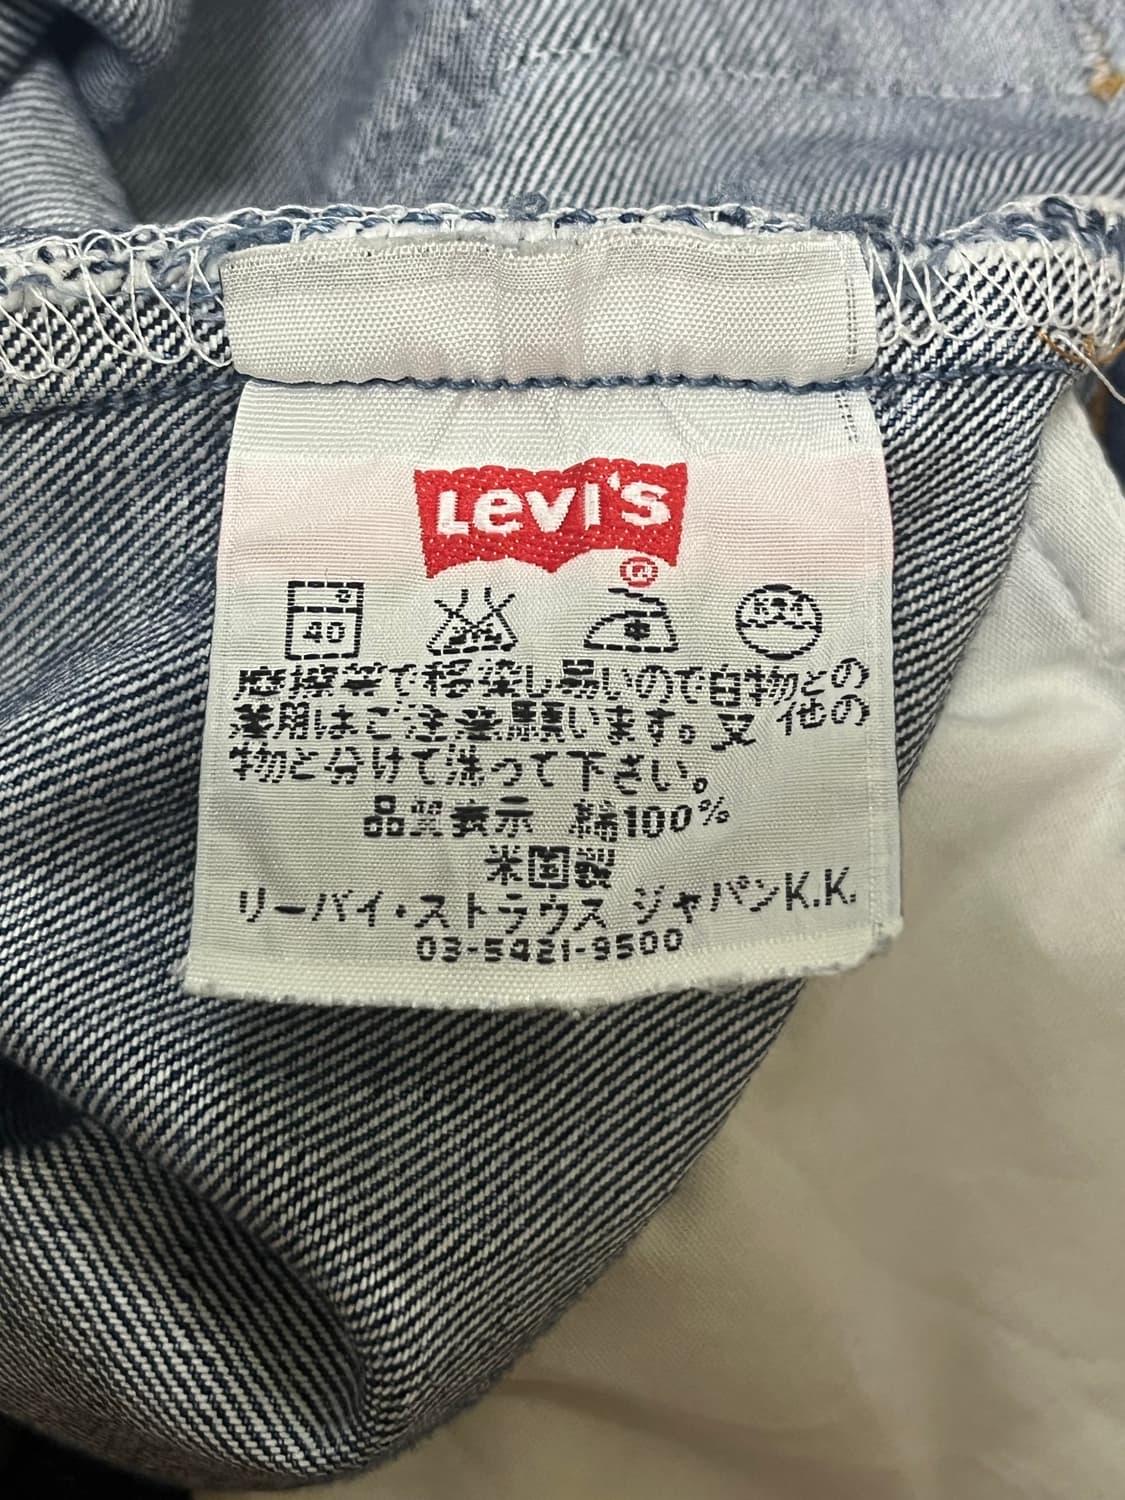 Levi's
®
40
摩擦等で移染し易いので白物との
着用はご注意願います。又 他の
物と分けて洗って下さい。
品質表示 綿100%
米国製
リーバイ・ストラウス ジャパンK.K.
03-5421-9500